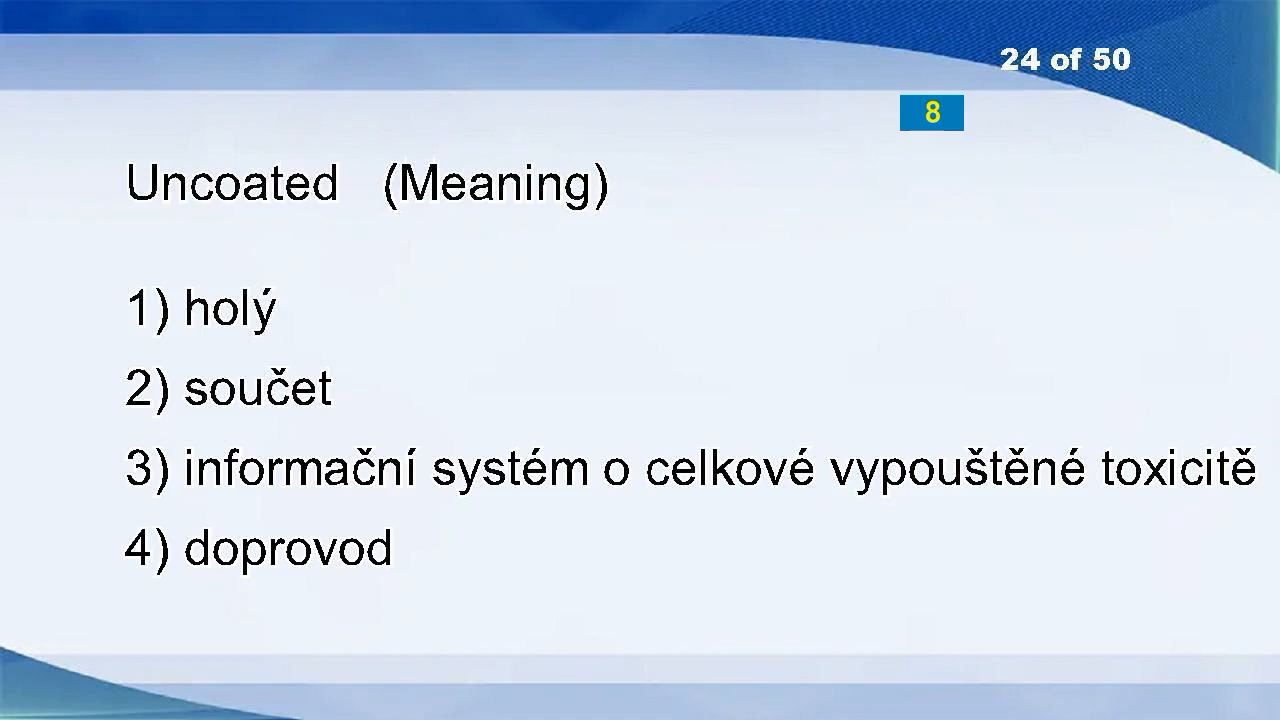 24 of 50
8
Uncoated (Meaning)
1) holý
2) součet
3) informační systém o celkové vypouštěné toxicitě
4) doprovod